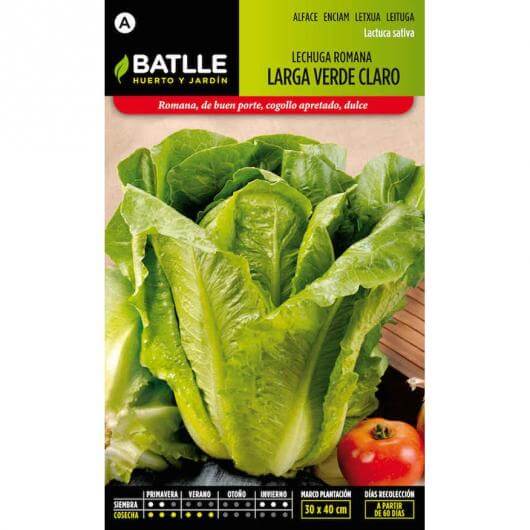 A
ALFACE ENCIAM LETXUA LEITUGA
Lactuca sativa
BATLLE
HUERTO Y JARDÍN
LECHUGA ROMANA
LARGA VERDE CLARO
Romana, de buen porte, cogollo apretado, dulce
PRIMAVERA VERANO OTOÑO INVIERNO MARCO PLANTACIÓN DÍAS RECOLECCIÓN
SIEMBRA 30 x 40 cm A PARTIR
COSECHA DE 60 DÍAS